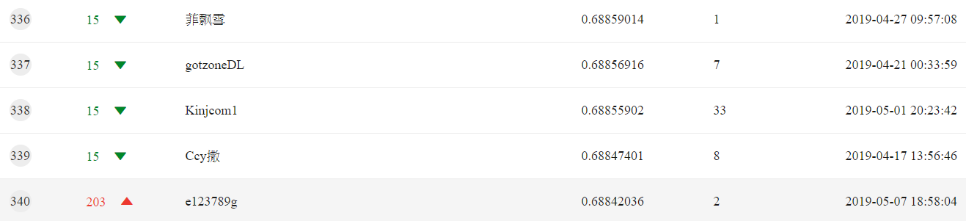 336 15 菲飘雪 0.68859014 1 2019-04-27 09:57:08
337 15 gotzoneDL 0.68856916 7 2019-04-21 00:33:59
338 15 Kinjcom1 0.68855902 33 2019-05-01 20:23:42
339 15 Ccy撒 0.68847401 8 2019-04-17 13:56:46
340 203 e123789g 0.68842036 2 2019-05-07 18:58:04